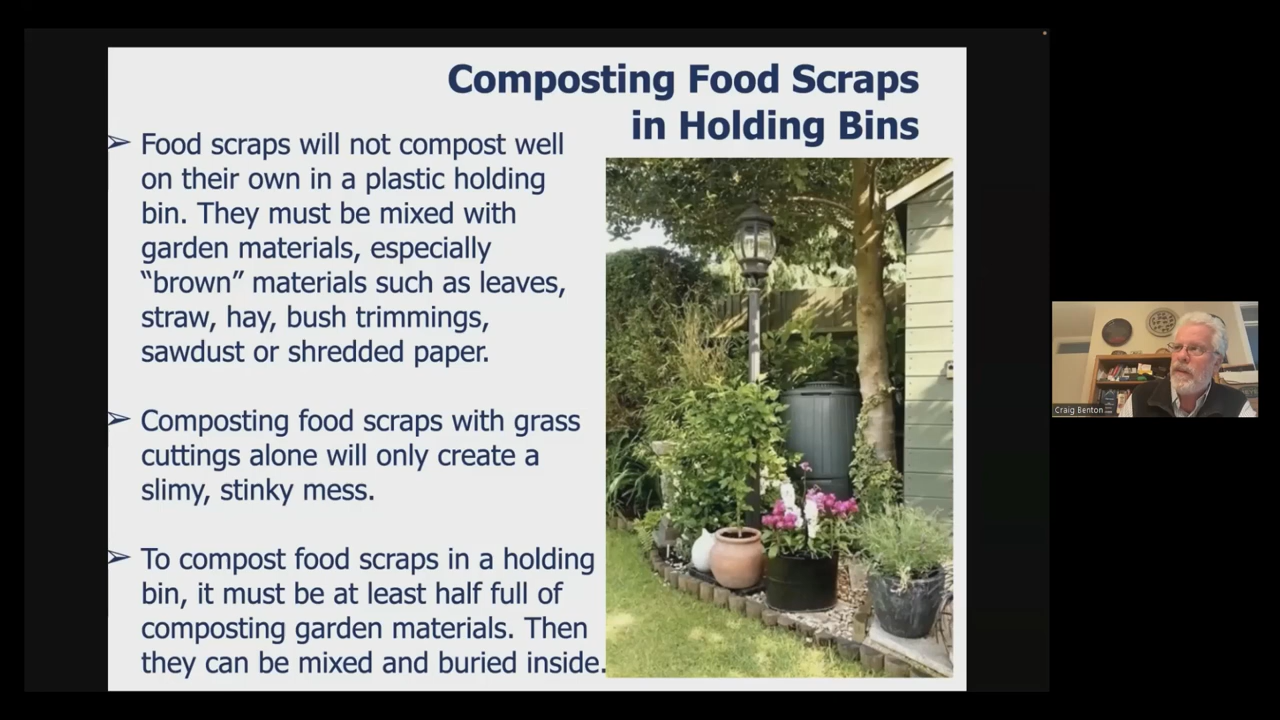 Composting Food Scraps
in Holding Bins
➢ Food scraps will not compost well
on their own in a plastic holding
bin. They must be mixed with
garden materials, especially
“brown” materials such as leaves,
straw, hay, bush trimmings,
sawdust or shredded paper.
➢ Composting food scraps with grass
cuttings alone will only create a
slimy, stinky mess.
➢ To compost food scraps in a holding
bin, it must be at least half full of
composting garden materials. Then
they can be mixed and buried inside.
Craig Benton